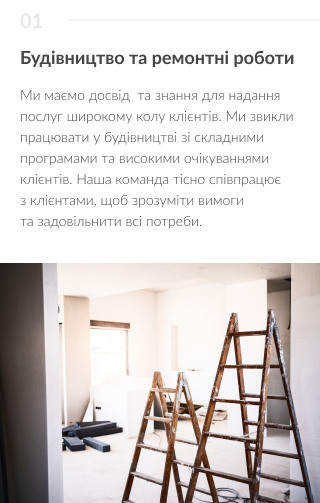 01
Будівництво та ремонтні роботи
Ми маємо досвід  та знання для надання
послуг широкому колу клієнтів. Ми звикли
працювати у будівництві зі складними
програмами та високими очікуваннями
клієнтів. Наша команда тісно співпрацює
з клієнтами, щоб зрозуміти вимоги
та задовільнити всі потреби.